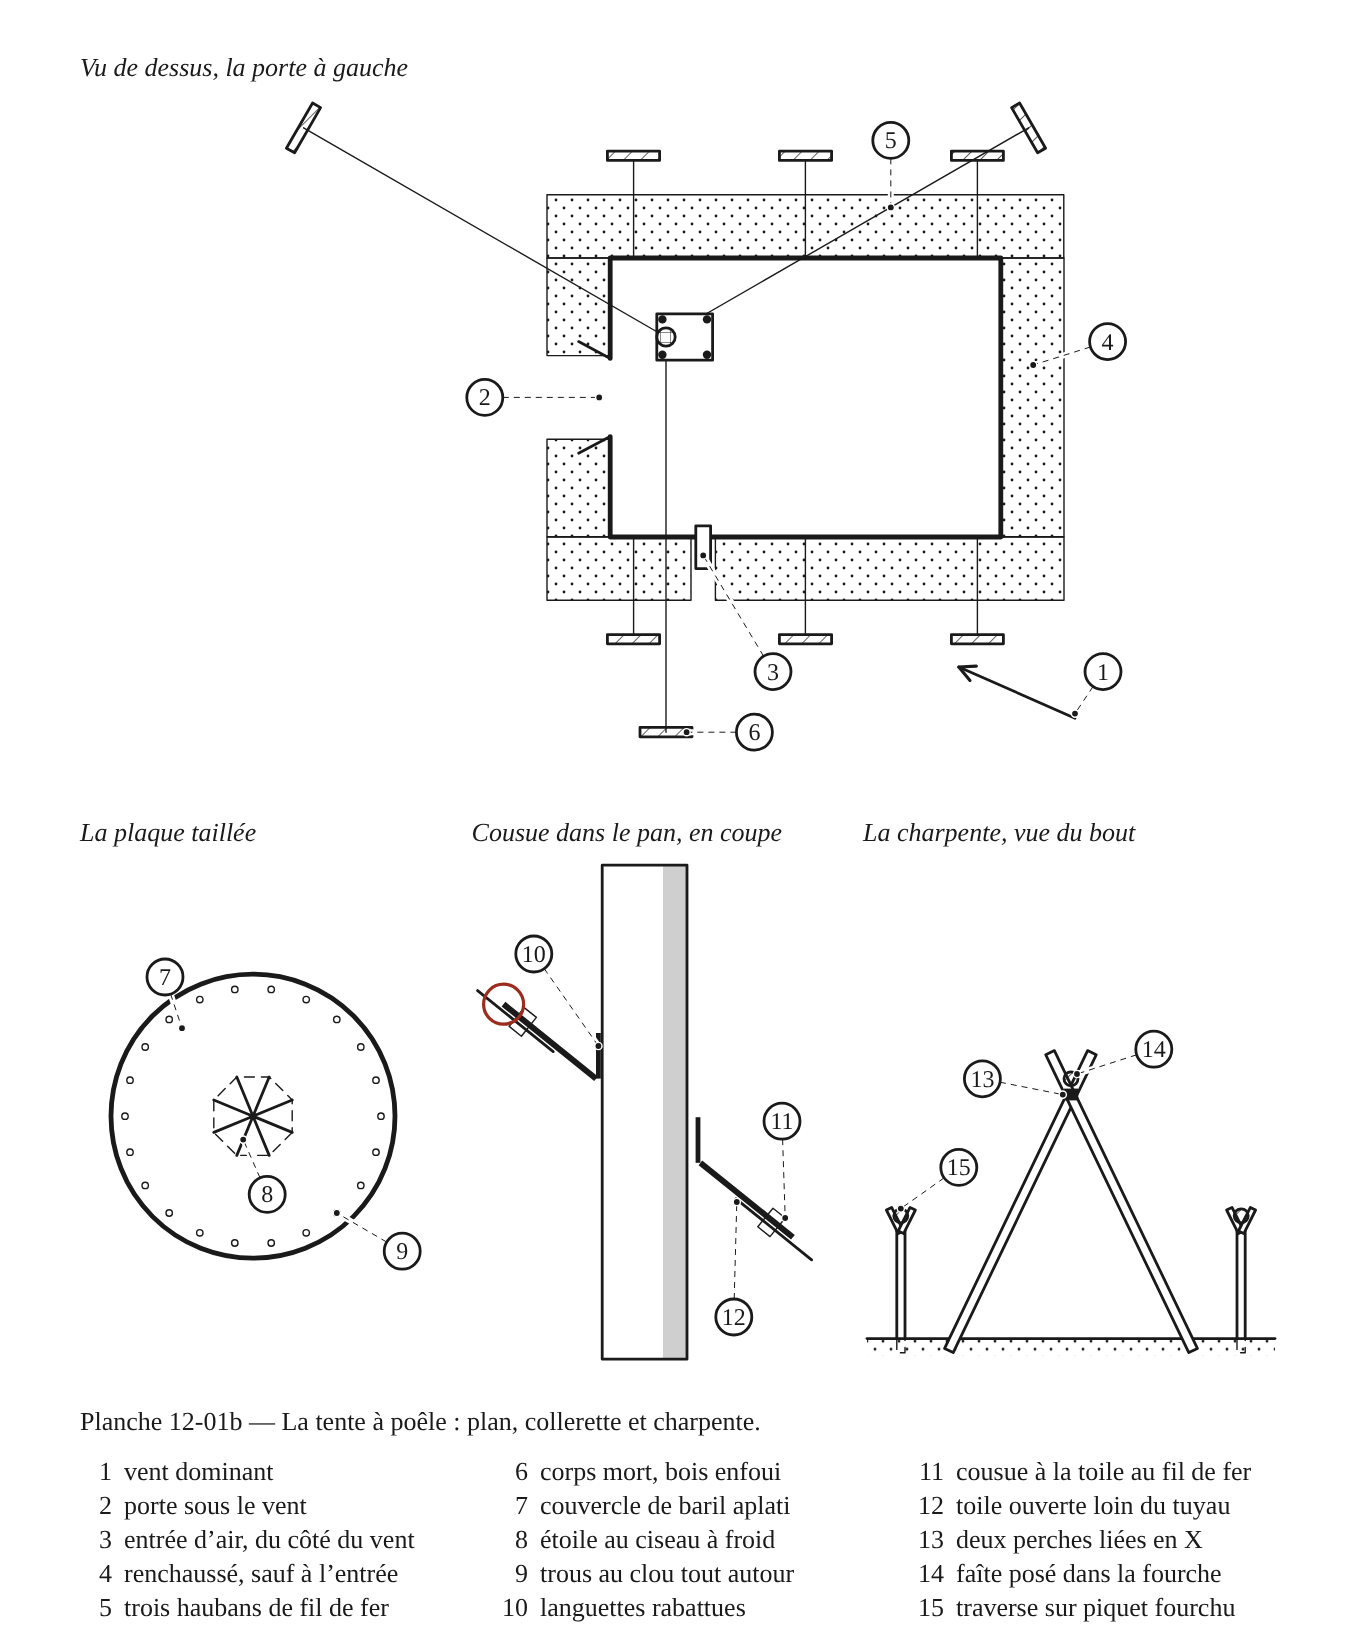 Vu de dessus, la porte à gauche
5
4
2
3
1
6
La plaque taillée
Cousue dans le pan, en coupe
La charpente, vue du bout
10
7
14
13
11
15
8
9
12
Planche 12-01b — La tente à poêle : plan, collerette et charpente.
1 vent dominant
2 porte sous le vent
3 entrée d’air, du côté du vent
4 renchaussé, sauf à l’entrée
5 trois haubans de fil de fer
6 corps mort, bois enfoui
7 couvercle de baril aplati
8 étoile au ciseau à froid
9 trous au clou tout autour
10 languettes rabattues
11 cousue à la toile au fil de fer
12 toile ouverte loin du tuyau
13 deux perches liées en X
14 faîte posé dans la fourche
15 traverse sur piquet fourchu